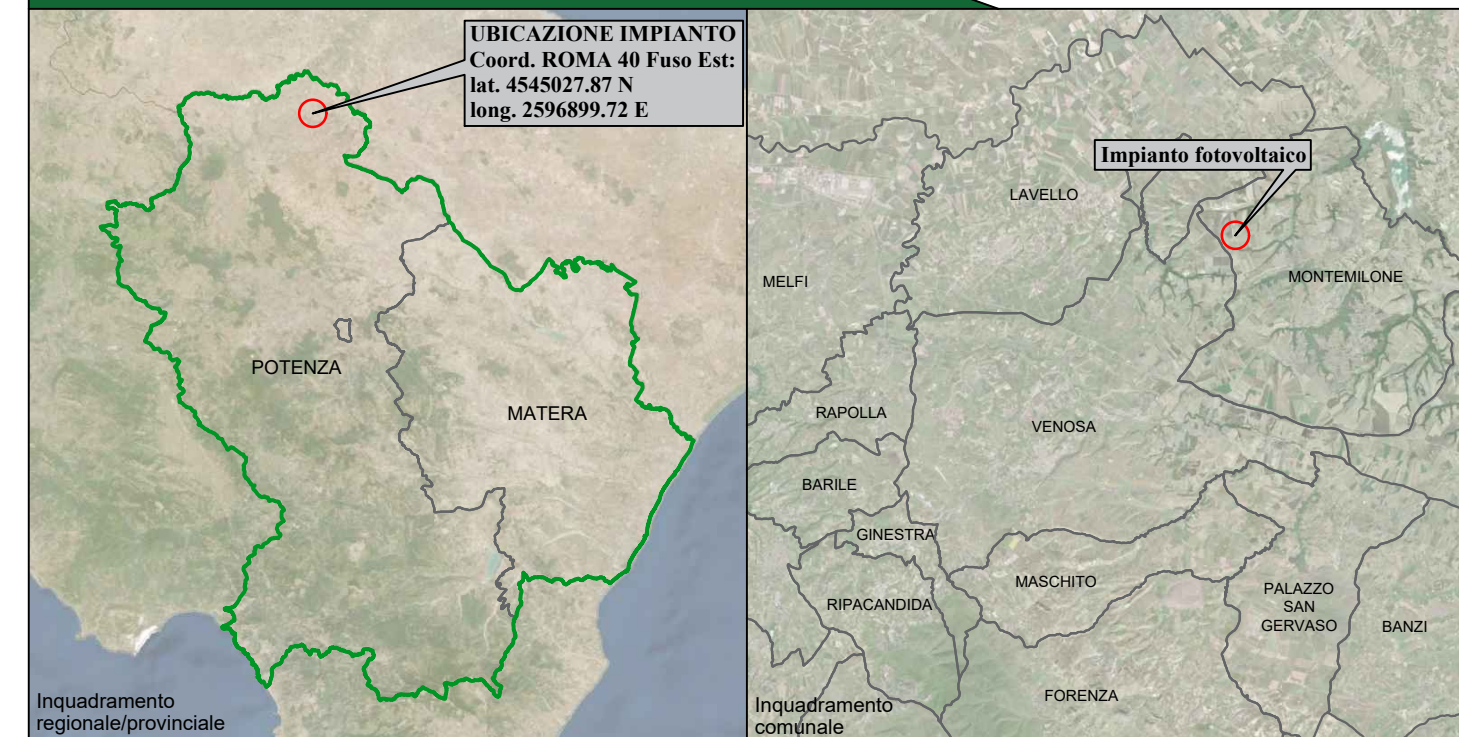 UBICAZIONE IMPIANTO
Coord. ROMA 40 Fuso Est:
lat. 4545027.87 N
long. 2596899.72 E
POTENZA
MATERA
Inquadramento
regionale/provinciale
Impianto fotovoltaico
LAVELLO
MELFI
MONTEMILONE
RAPOLLA
VENOSA
BARILE
GINESTRA
MASCHITO
RIPACANDIDA
PALAZZO
SAN
GERVASO
BANZI
FORENZA
Inquadramento
comunale